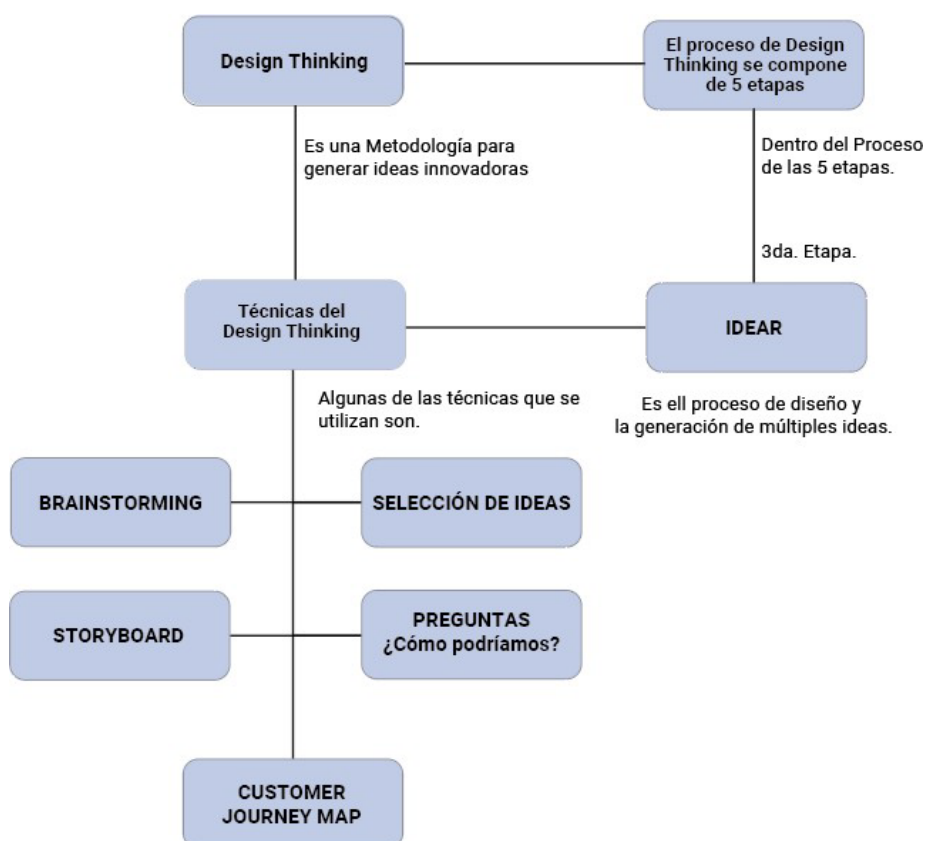 Design Thinking
El proceso de Design
Thinking se compone
de 5 etapas
Es una Metodología para
generar ideas innovadoras
Dentro del Proceso
de las 5 etapas.
3da. Etapa.
Técnicas del
Design Thinking
IDEAR
Algunas de las técnicas que se
utilizan son.
Es ell proceso de diseño y
la generación de múltiples ideas.
BRAINSTORMING
SELECCIÓN DE IDEAS
STORYBOARD
PREGUNTAS
¿Cómo podríamos?
CUSTOMER
JOURNEY MAP